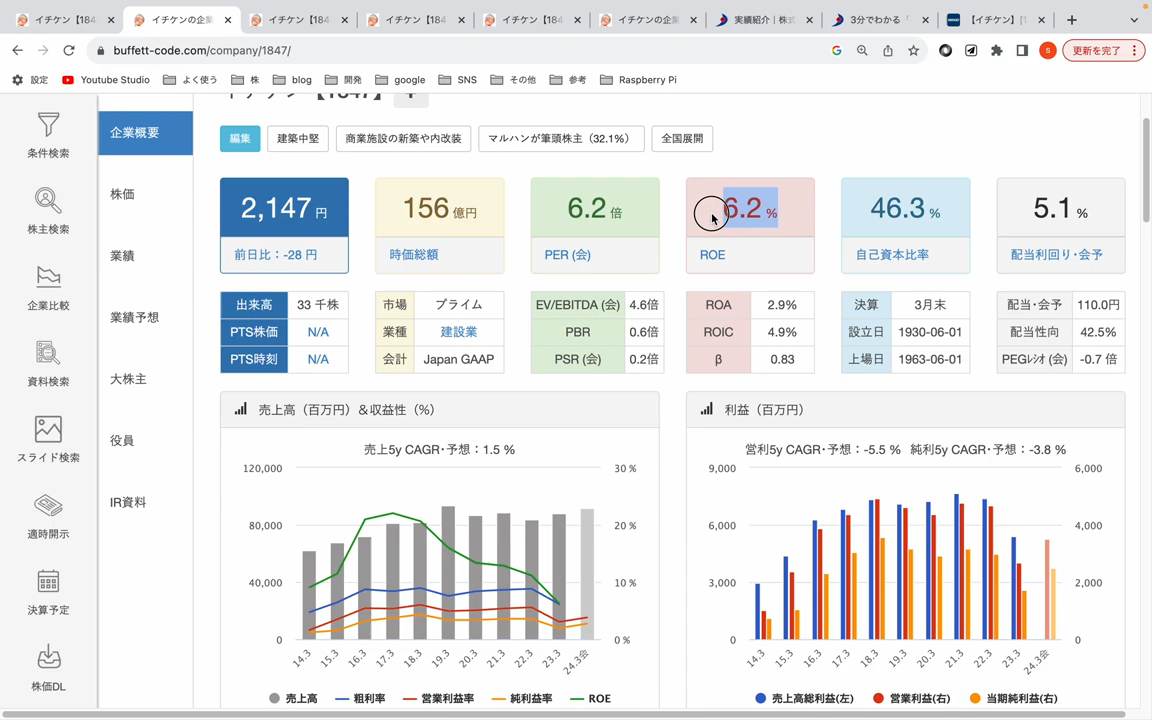 イチケン【184
イチケンの企業
イチケン【184
イチケン【184
イチケン【184
イチケンの企業
実績紹介｜株式
3分でわかる「
【イチケン】[1
buffett-code.com/company/1847/
更新を完了
設定
Youtube Studio
よく使う
株
blog
開発
google
SNS
その他
参考
Raspberry Pi
条件検索
株主検索
企業比較
資料検索
スライド検索
適時開示
決算予定
株価DL
企業概要
株価
業績
業績予想
大株主
役員
IR資料
イチケン【1847】 +
編集
建築中堅
商業施設の新築や内改装
マルハンが筆頭株主（32.1%）
全国展開
2,147 円
前日比：-28 円
156 億円
時価総額
6.2 倍
PER (会)
6.2 %
ROE
46.3 %
自己資本比率
5.1 %
配当利回り・会予
出来高 33 千株
PTS株価 N/A
PTS時刻 N/A
市場 プライム
業種 建設業
会計 Japan GAAP
EV/EBITDA (会) 4.6倍
PBR 0.6倍
PSR (会) 0.2倍
ROA 2.9%
ROIC 4.9%
β 0.83
決算 3月末
設立日 1930-06-01
上場日 1963-06-01
配当・会予 110.0円
配当性向 42.5%
PEGレシオ (会) -0.7 倍
売上高（百万円）＆収益性（%）
売上5y CAGR・予想：1.5 %
120,000
80,000
40,000
0
30 %
20 %
10 %
0 %
14.3
15.3
16.3
17.3
18.3
19.3
20.3
21.3
22.3
23.3
24.3会
売上高
粗利率
営業利益率
純利益率
ROE
利益（百万円）
営利5y CAGR・予想：-5.5 % 純利5y CAGR・予想：-3.8 %
9,000
6,000
3,000
0
6,000
4,000
2,000
0
14.3
15.3
16.3
17.3
18.3
19.3
20.3
21.3
22.3
23.3
24.3会
売上高総利益(左)
営業利益(右)
当期純利益(右)